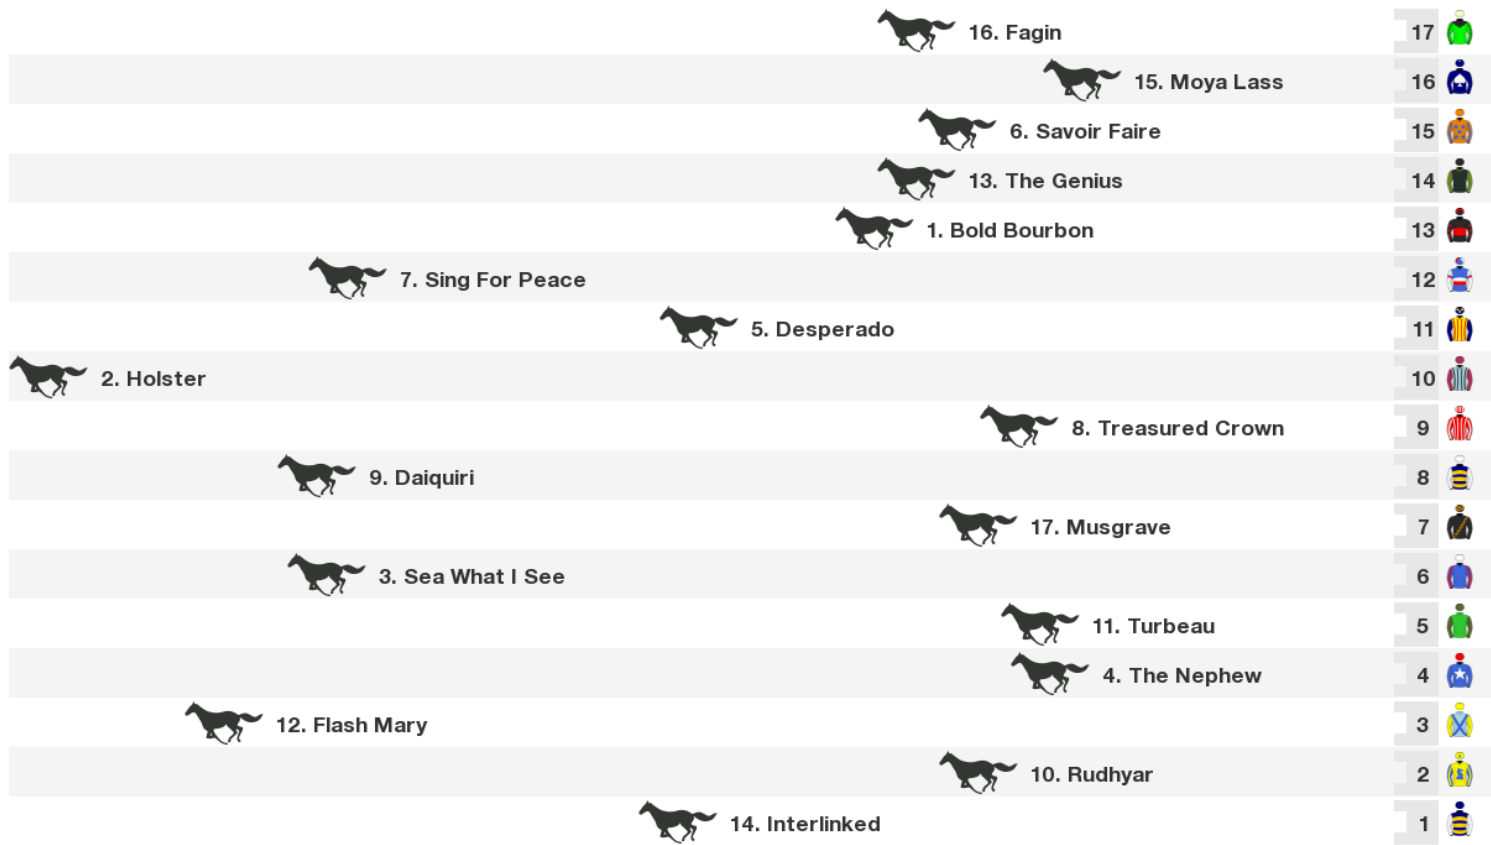 16. Fagin 17
15. Moya Lass 16
6. Savoir Faire 15
13. The Genius 14
1. Bold Bourbon 13
7. Sing For Peace 12
5. Desperado 11
2. Holster 10
8. Treasured Crown 9
9. Daiquiri 8
17. Musgrave 7
3. Sea What I See 6
11. Turbeau 5
4. The Nephew 4
12. Flash Mary 3
10. Rudhyar 2
14. Interlinked 1